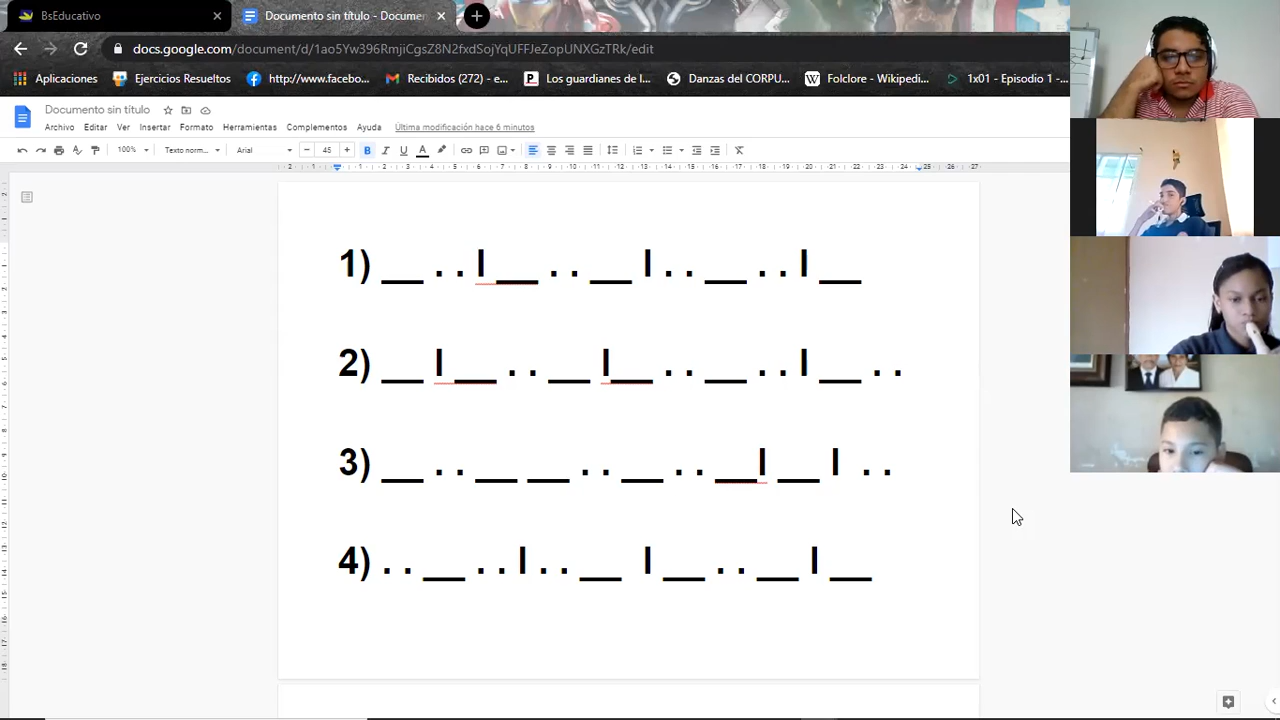 BsEducativo
Documento sin título - Docume
docs.google.com/document/d/1ao5Yw396RmjiCgsZ8N2fxdSojYqUFFJeZopUNXGzTRk/edit
Aplicaciones Ejercicios Resueltos http://www.facebo... Recibidos (272) - e... Los guardianes de l... Danzas del CORPU... Folclore - Wikipedi... 1x01 - Episodio 1 -...
Documento sin título
Archivo Editar Ver Insertar Formato Herramientas Complementos Ayuda Última modificación hace 6 minutos
100% Texto norm... Arial 45
1) __ . . l __ . . __ l . . __ . . l __
2) __ l __ . . __ l__ . . __ . . l __ . .
3) __ . . __ __ . . __ . . __l __ l . .
4) . . __ . . l . . __ l __ . . __ l __